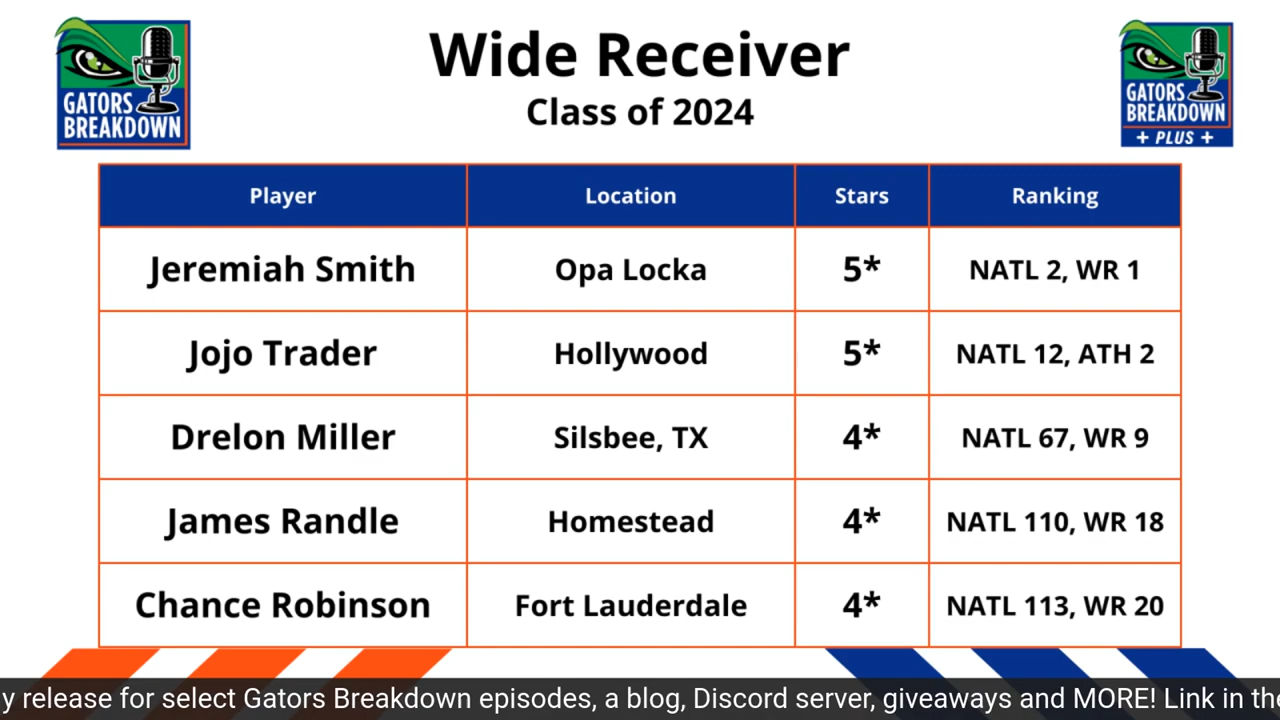 GATORS
BREAKDOWN
Wide Receiver
Class of 2024
GATORS
BREAKDOWN
+ PLUS +
Player Location Stars Ranking
Jeremiah Smith Opa Locka 5* NATL 2, WR 1
Jojo Trader Hollywood 5* NATL 12, ATH 2
Drelon Miller Silsbee, TX 4* NATL 67, WR 9
James Randle Homestead 4* NATL 110, WR 18
Chance Robinson Fort Lauderdale 4* NATL 113, WR 20
y release for select Gators Breakdown episodes, a blog, Discord server, giveaways and MORE! Link in the